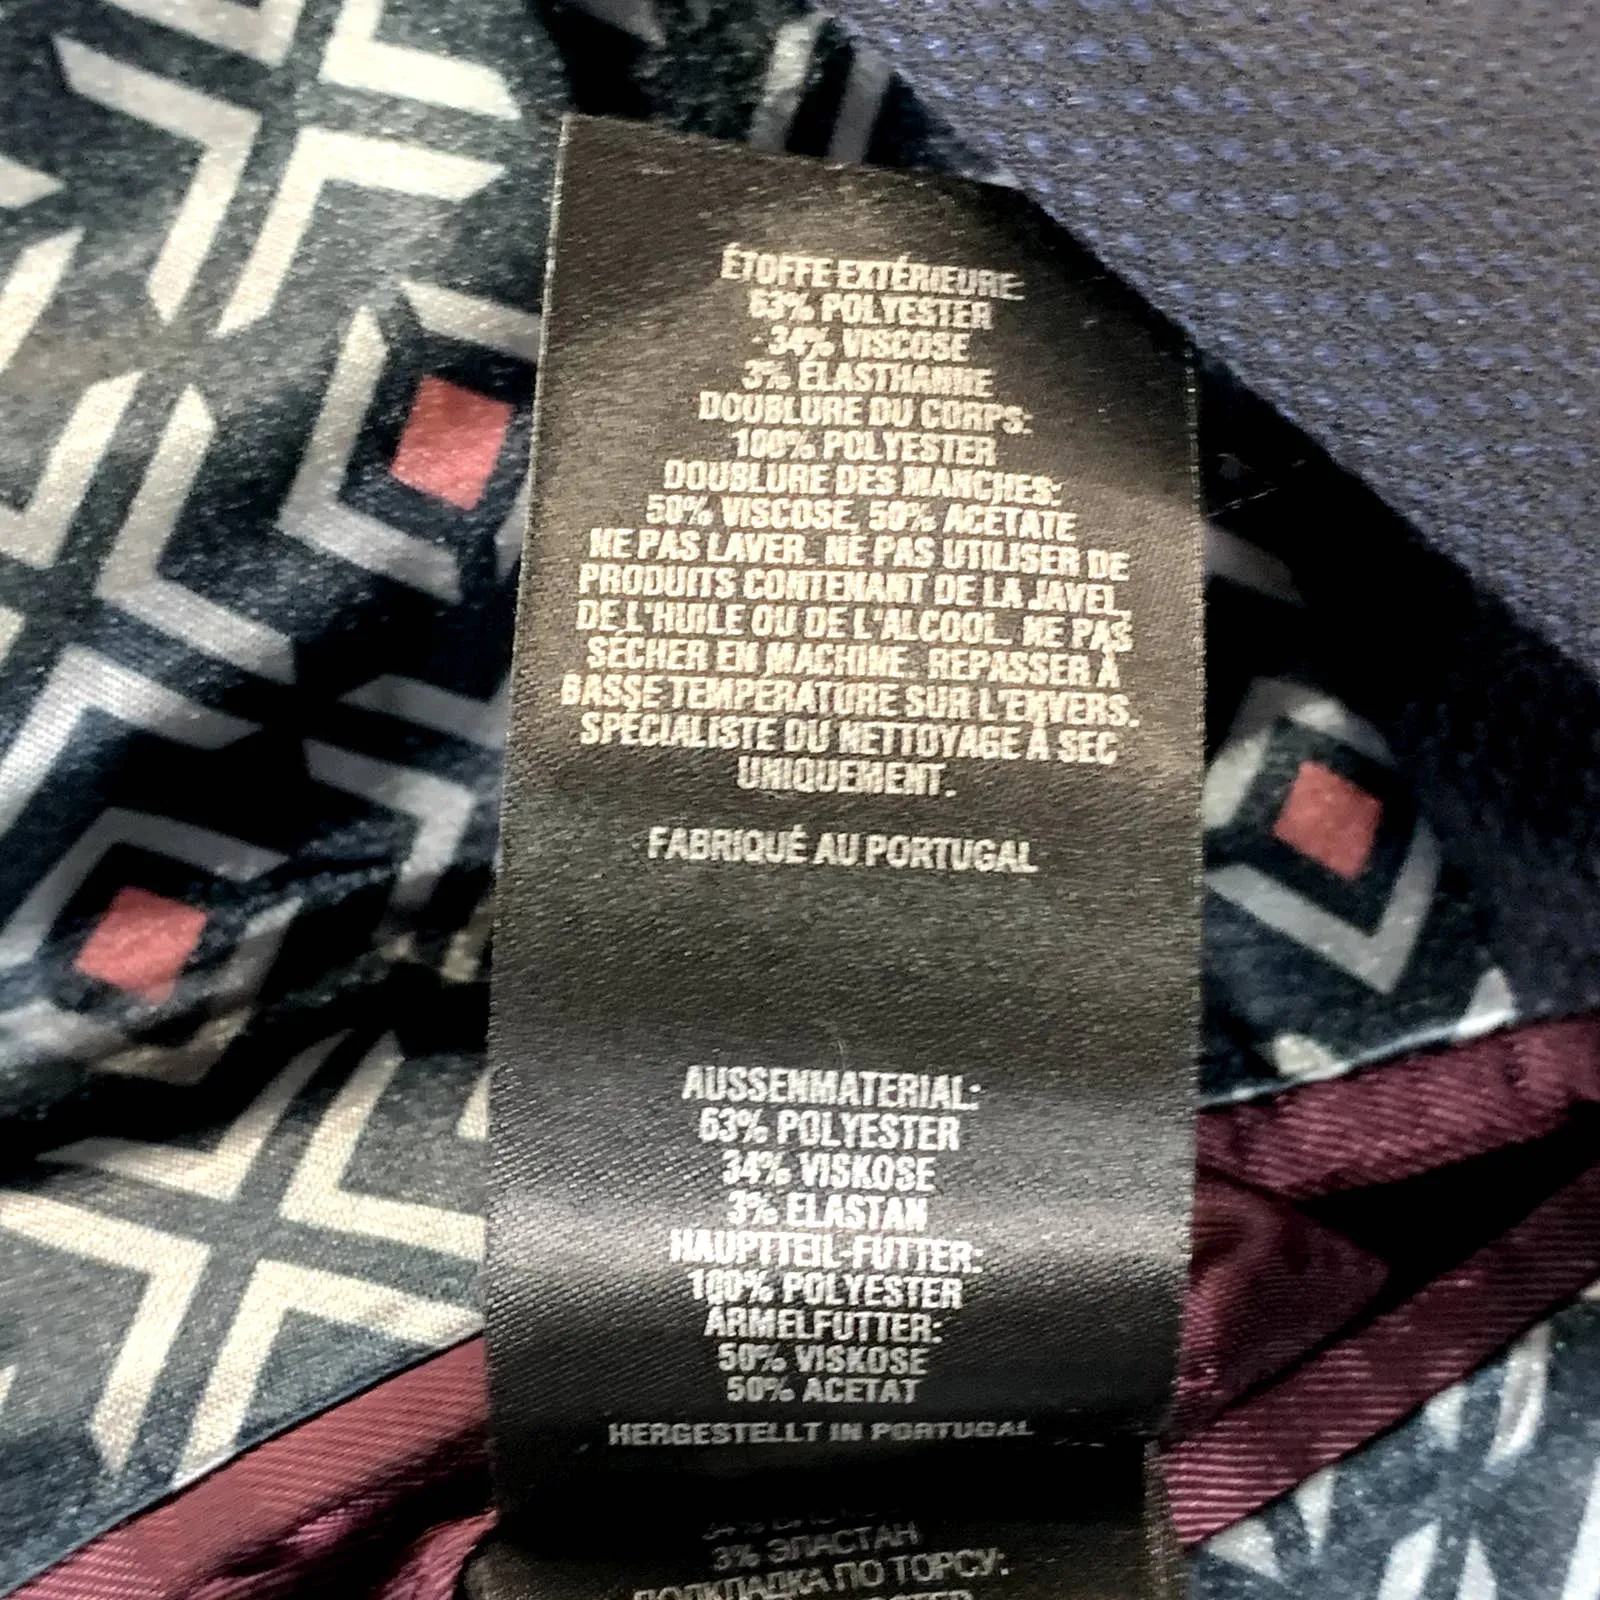 ÉTOFFE EXTÉRIEURE
63% POLYESTER
34% VISCOSE
3% ÉLASTHANNE
DOUBLURE DU CORPS:
100% POLYESTER
DOUBLURE DES MANCHES:
50% VISCOSE, 50% ACETATE
NE PAS LAVER. NE PAS UTILISER DE
PRODUITS CONTENANT DE LA JAVEL,
DE L'HUILE OU DE L'ALCOOL. NE PAS
SÉCHER EN MACHINE. REPASSER À
BASSE TEMPÉRATURE SUR L'ENVERS.
SPÉCIALISTE DU NETTOYAGE À SEC
UNIQUEMENT.
FABRIQUÉ AU PORTUGAL
AUSSENMATERIAL:
63% POLYESTER
34% VISKOSE
3% ELASTAN
HAUPTTEIL-FUTTER:
100% POLYESTER
ÄRMELFUTTER:
50% VISKOSE
50% ACETAT
HERGESTELLT IN PORTUGAL
3% ЭЛАСТАН
ПОДКЛАДКА ПО ТОРСУ: